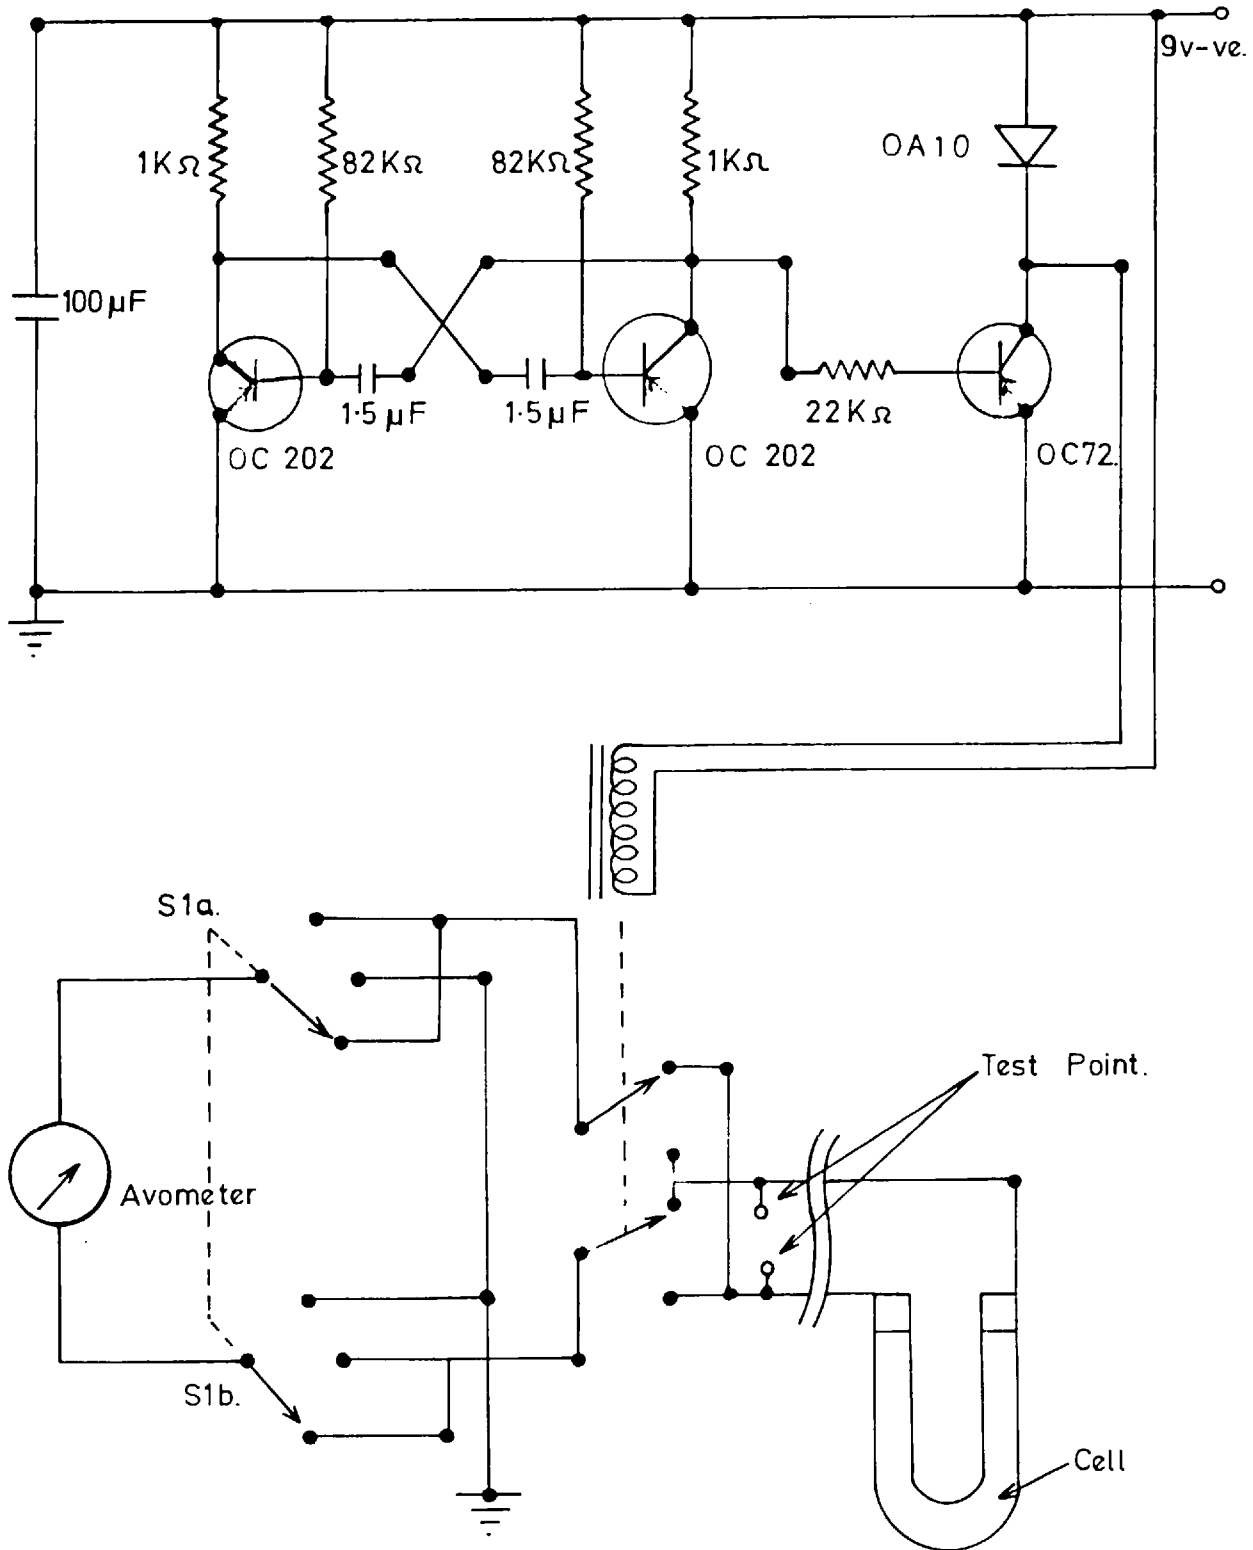 9v-ve.
1KΩ
82KΩ
82KΩ
1KΩ
OA10
100µF
1·5µF
1·5µF
22KΩ
OC 202
OC 202
OC72.
S1a.
Test Point.
Avometer
S1b.
Cell